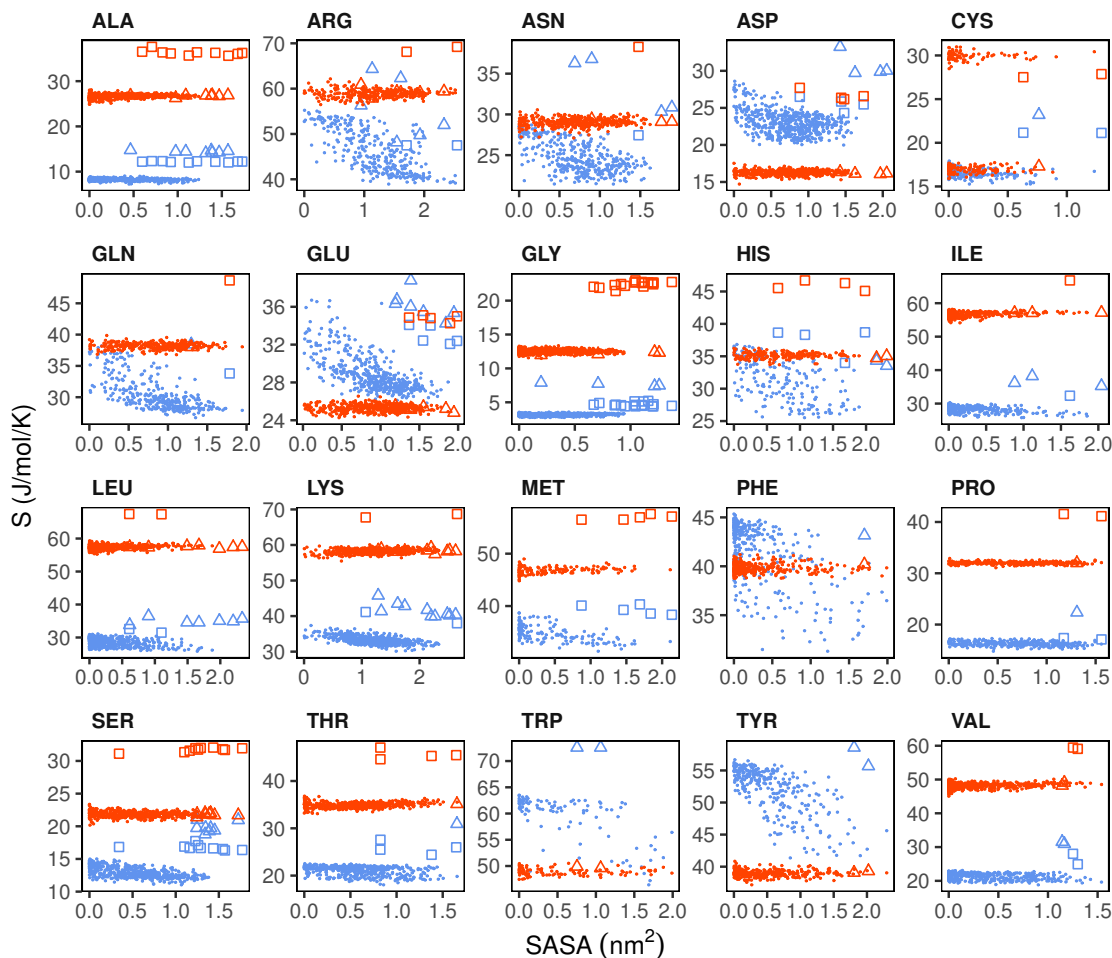 ALA ARG ASN ASP CYS
30 20 10
0.0 0.5 1.0 1.5
70 60 50 40
0 1 2
35 30 25
0.0 0.5 1.0 1.5
30 25 20 15
0.0 0.5 1.0 1.5 2.0
30 25 20 15
0.0 0.5 1.0
GLN GLU GLY HIS ILE
45 40 35 30
0.0 0.5 1.0 1.5 2.0
36 32 28 24
0.0 0.5 1.0 1.5 2.0
20 15 10 5
0.0 0.5 1.0
45 40 35 30 25
0.0 0.5 1.0 1.5 2.0
60 50 40 30
0.0 0.5 1.0 1.5 2.0
S (J/mol/K)
LEU LYS MET PHE PRO
60 50 40 30
0.0 0.5 1.0 1.5 2.0
70 60 50 40 30
0 1 2
50 40
0.0 0.5 1.0 1.5 2.0
45 40 35
0.0 0.5 1.0 1.5 2.0
40 30 20
0.0 0.5 1.0 1.5
SER THR TRP TYR VAL
30 25 20 15 10
0.0 0.5 1.0 1.5
40 30 20
0.0 0.5 1.0 1.5
70 65 60 55 50
0.0 0.5 1.0 1.5 2.0
55 50 45 40
0.0 0.5 1.0 1.5 2.0
60 50 40 30 20
0.0 0.5 1.0 1.5
SASA (nm²)